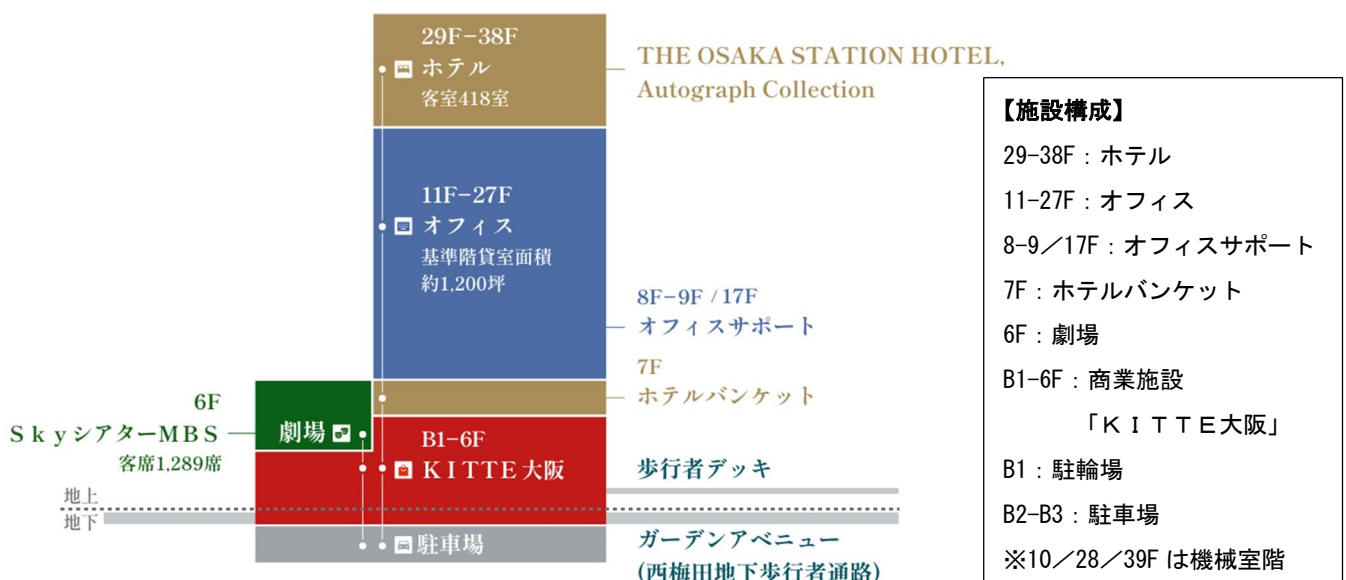 29F-38F
ホテル
客室418室
THE OSAKA STATION HOTEL,
Autograph Collection
11F-27F
オフィス
基準階貸室面積
約1,200坪
8F-9F / 17F
オフィスサポート
7F
ホテルバンケット
6F
SkyシアターMBS
客席1,289席
劇場
B1-6F
KITTE大阪
歩行者デッキ
地上
地下
駐車場
ガーデンアベニュー
(西梅田地下歩行者通路)
【施設構成】
29-38F：ホテル
11-27F：オフィス
8-9／17F：オフィスサポート
7F：ホテルバンケット
6F：劇場
B1-6F：商業施設
「ＫＩＴＴＥ大阪」
B1：駐輪場
B2-B3：駐車場
※10／28／39F は機械室階